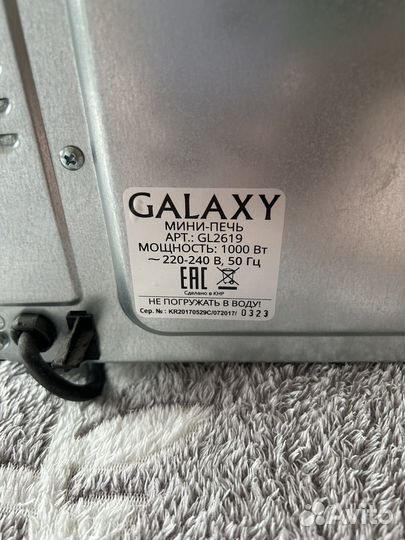 GALAXY
МИНИ-ПЕЧЬ
АРТ.: GL2619
МОЩНОСТЬ: 1000 Вт
~ 220-240 В, 50 Гц
EAC
Сделано в КНР
НЕ ПОГРУЖАТЬ В ВОДУ!
Сер. №: KR20170529C/072017/ 0323
Avito